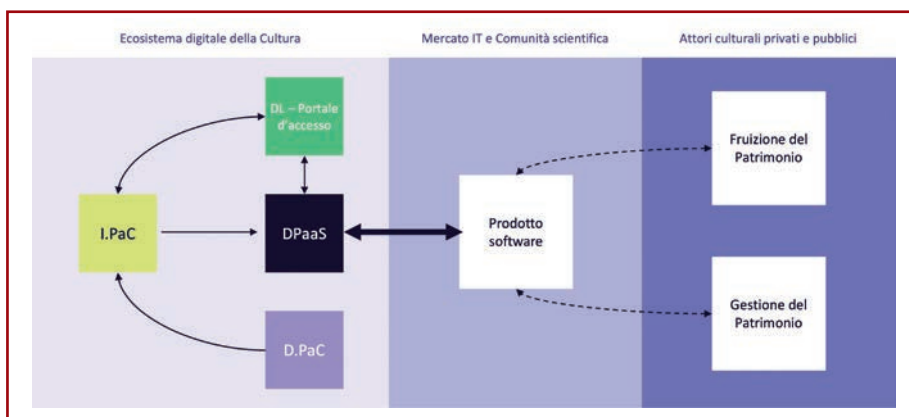 Ecosistema digitale della Cultura
Mercato IT e Comunità scientifica
Attori culturali privati e pubblici
DL – Portale
d'accesso
Fruizione del
Patrimonio
I.PaC
DPaaS
Prodotto
software
Gestione del
Patrimonio
D.PaC